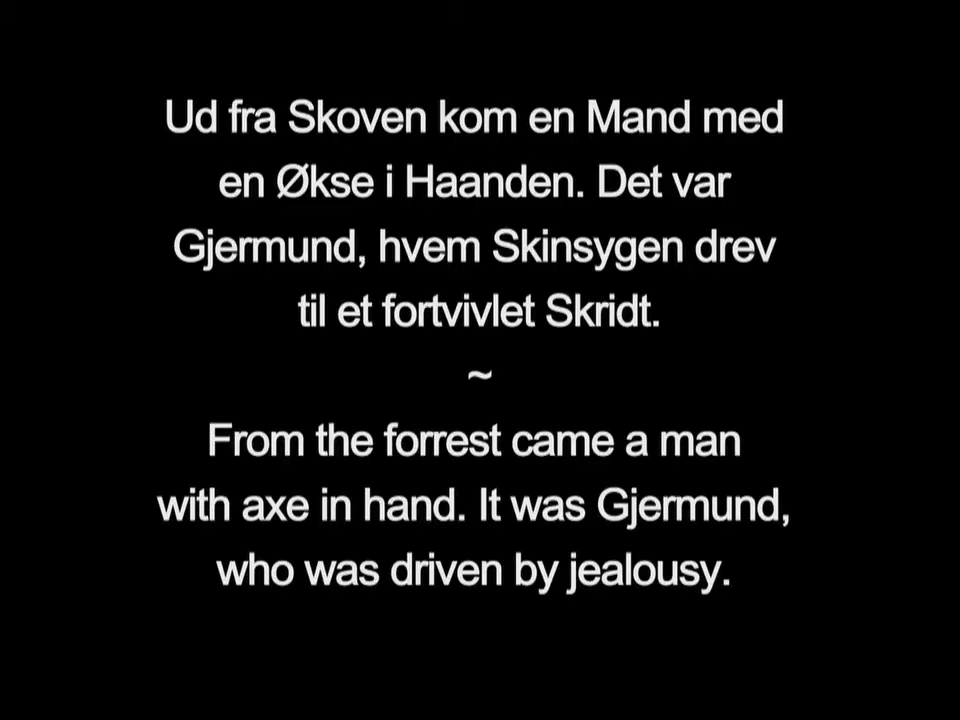 Ud fra Skoven kom en Mand med
en Økse i Haanden. Det var
Gjermund, hvem Skinsygen drev
til et fortvivlet Skridt.
~
From the forrest came a man
with axe in hand. It was Gjermund,
who was driven by jealousy.